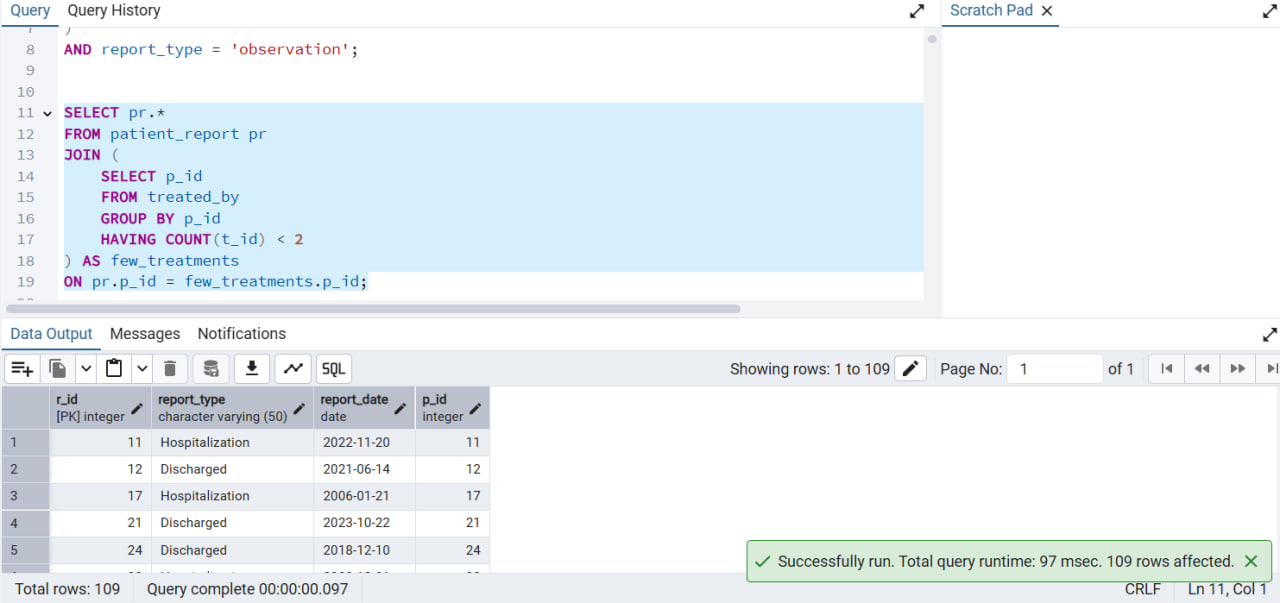 Query Query History Scratch Pad
)
8 AND report_type = 'observation';
9
10
11 SELECT pr.*
12 FROM patient_report pr
13 JOIN (
14 SELECT p_id
15 FROM treated_by
16 GROUP BY p_id
17 HAVING COUNT(t_id) < 2
18 ) AS few_treatments
19 ON pr.p_id = few_treatments.p_id;
Data Output Messages Notifications
SQL Showing rows: 1 to 109 Page No: 1 of 1
r_id report_type report_date p_id
[PK] integer character varying (50) date integer
1 11 Hospitalization 2022-11-20 11
2 12 Discharged 2021-06-14 12
3 17 Hospitalization 2006-01-21 17
4 21 Discharged 2023-10-22 21
5 24 Discharged 2018-12-10 24
Successfully run. Total query runtime: 97 msec. 109 rows affected.
Total rows: 109 Query complete 00:00:00.097 CRLF Ln 11, Col 1